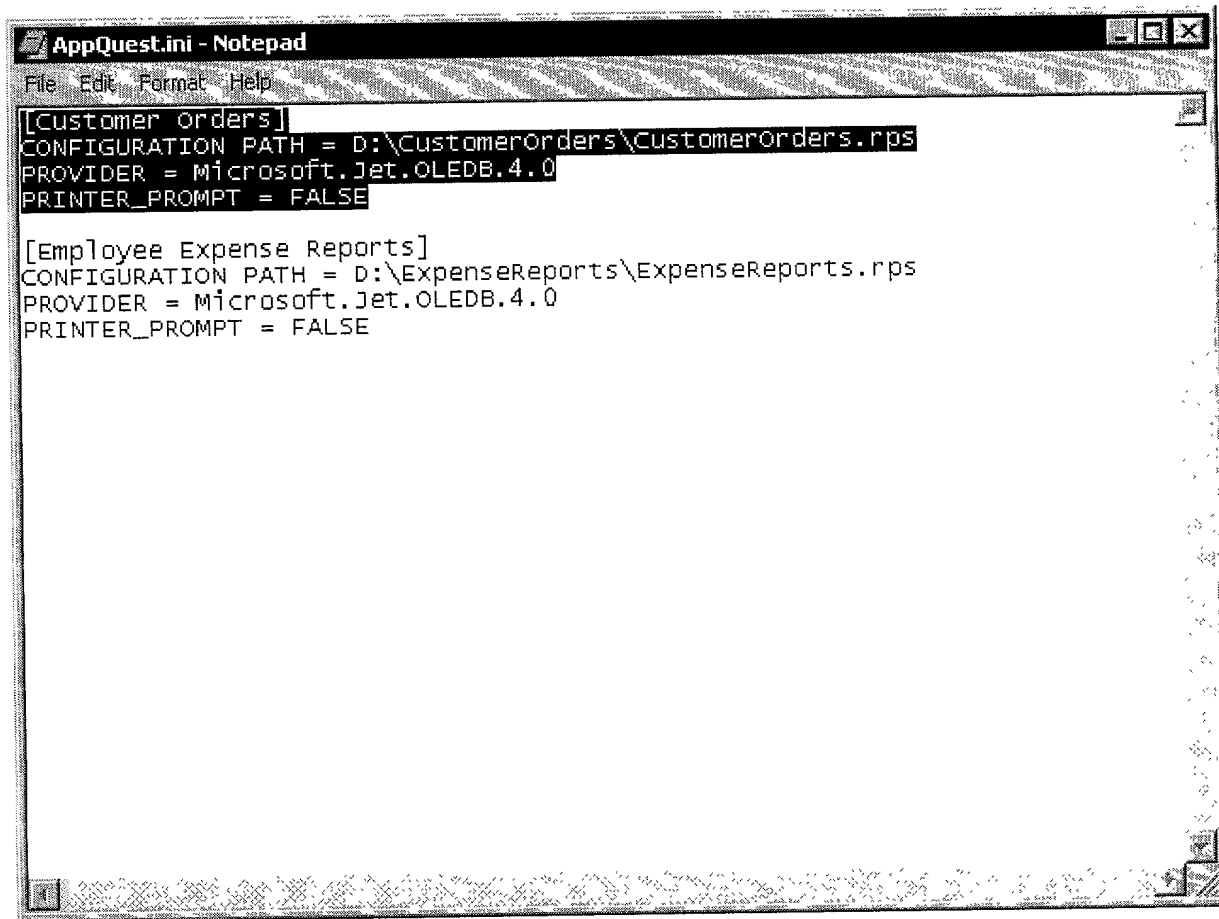 AppQuest.ini - Notepad
File Edit Format Help
[Customer Orders]
CONFIGURATION PATH = D:\CustomerOrders\CustomerOrders.rps
PROVIDER = Microsoft.Jet.OLEDB.4.0
PRINTER_PROMPT = FALSE
[Employee Expense Reports]
CONFIGURATION PATH = D:\ExpenseReports\ExpenseReports.rps
PROVIDER = Microsoft.Jet.OLEDB.4.0
PRINTER_PROMPT = FALSE